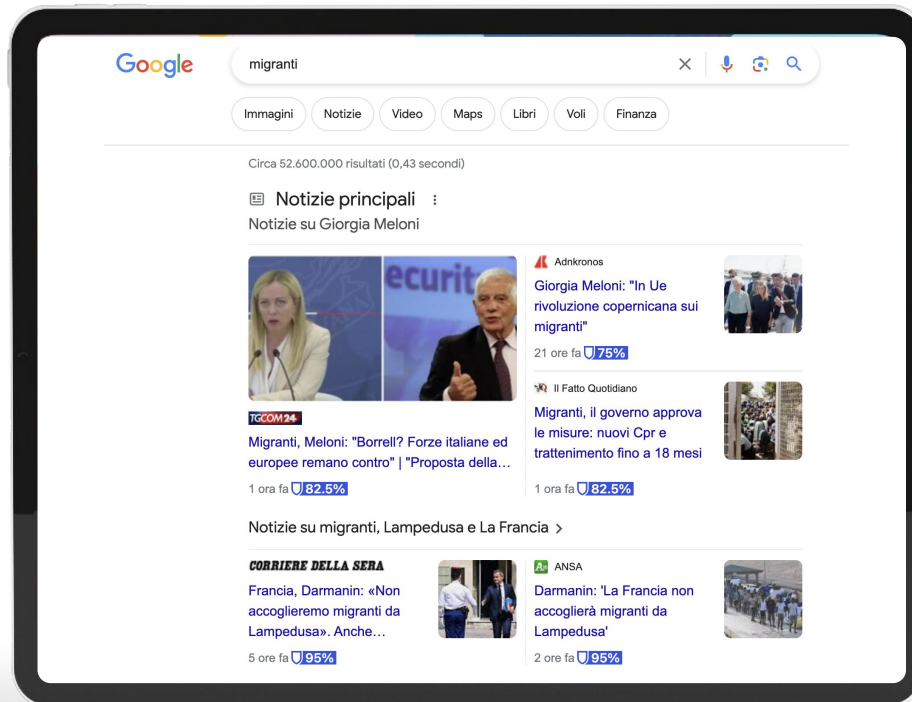 Google
migranti
Immagini
Notizie
Video
Maps
Libri
Voli
Finanza
Circa 52.600.000 risultati (0,43 secondi)
Notizie principali
Notizie su Giorgia Meloni
ecurit
TGCOM24
Migranti, Meloni: "Borrell? Forze italiane ed
europee remano contro" | "Proposta della...
1 ora fa 82.5%
Adnkronos
Giorgia Meloni: "In Ue
rivoluzione copernicana sui
migranti"
21 ore fa 75%
Il Fatto Quotidiano
Migranti, il governo approva
le misure: nuovi Cpr e
trattenimento fino a 18 mesi
1 ora fa 82.5%
Notizie su migranti, Lampedusa e La Francia
CORRIERE DELLA SERA
Francia, Darmanin: «Non
accoglieremo migranti da
Lampedusa». Anche...
5 ore fa 95%
ANSA
Darmanin: 'La Francia non
accoglierà migranti da
Lampedusa'
2 ore fa 95%